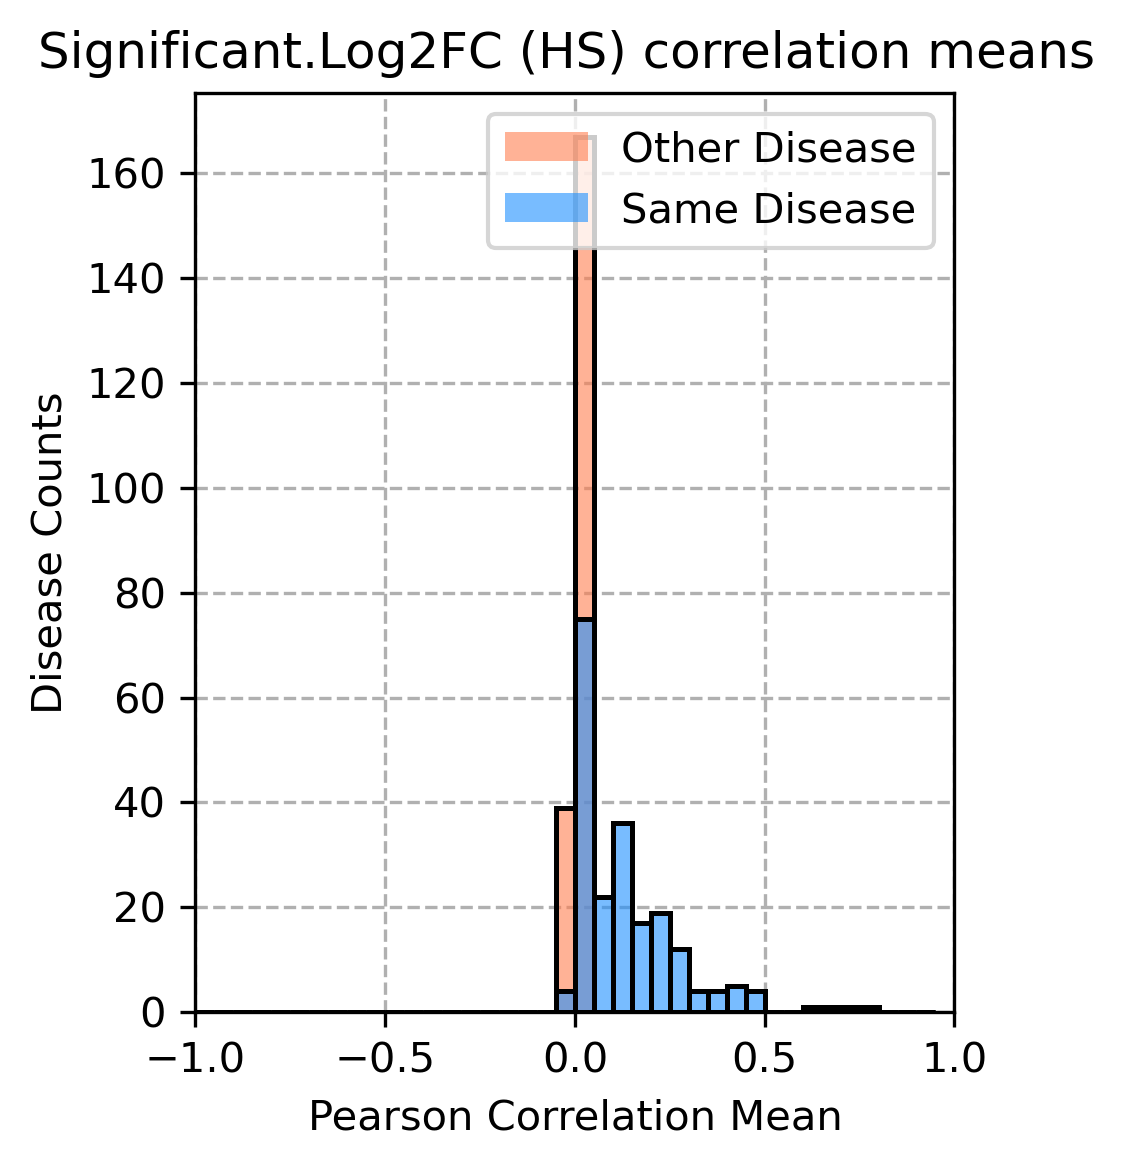 Significant.Log2FC (HS) correlation means
Other Disease
Same Disease
160
140
120
100
80
60
40
20
0
Disease Counts
−1.0
−0.5
0.0
0.5
1.0
Pearson Correlation Mean